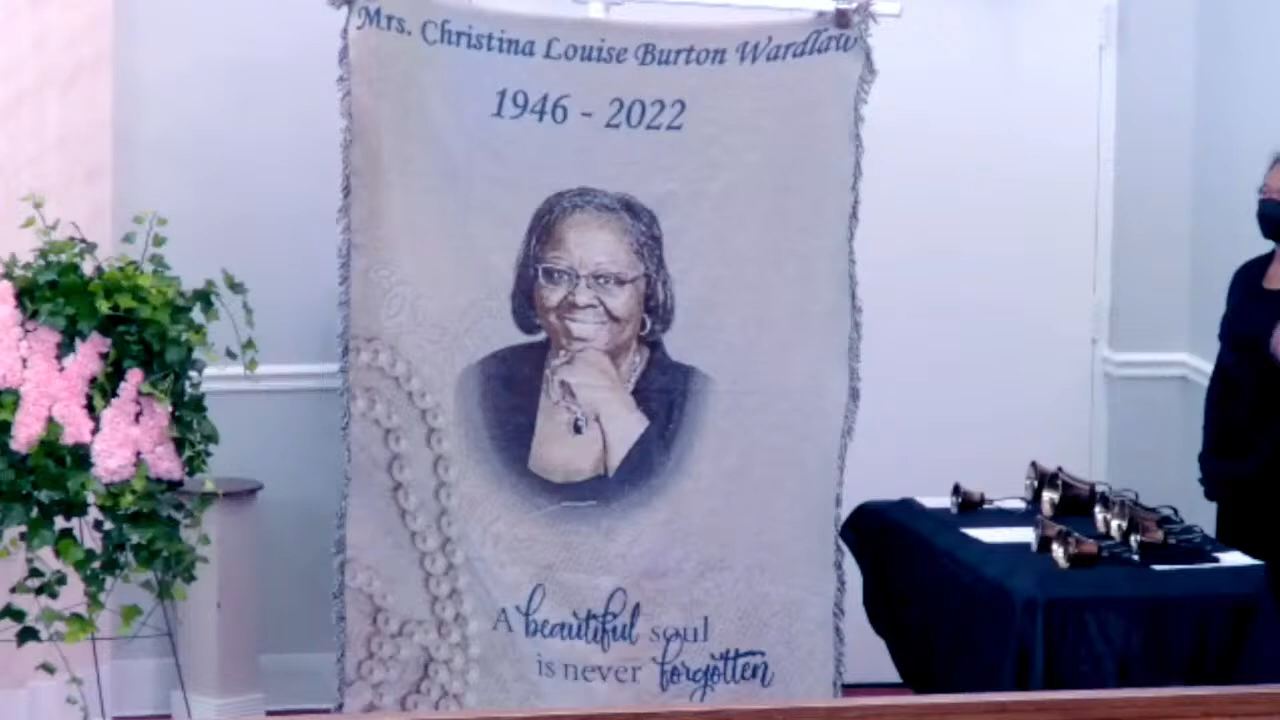 Mrs. Christina Louise Burton Wardlaw
1946 - 2022
A beautiful soul
is never forgotten